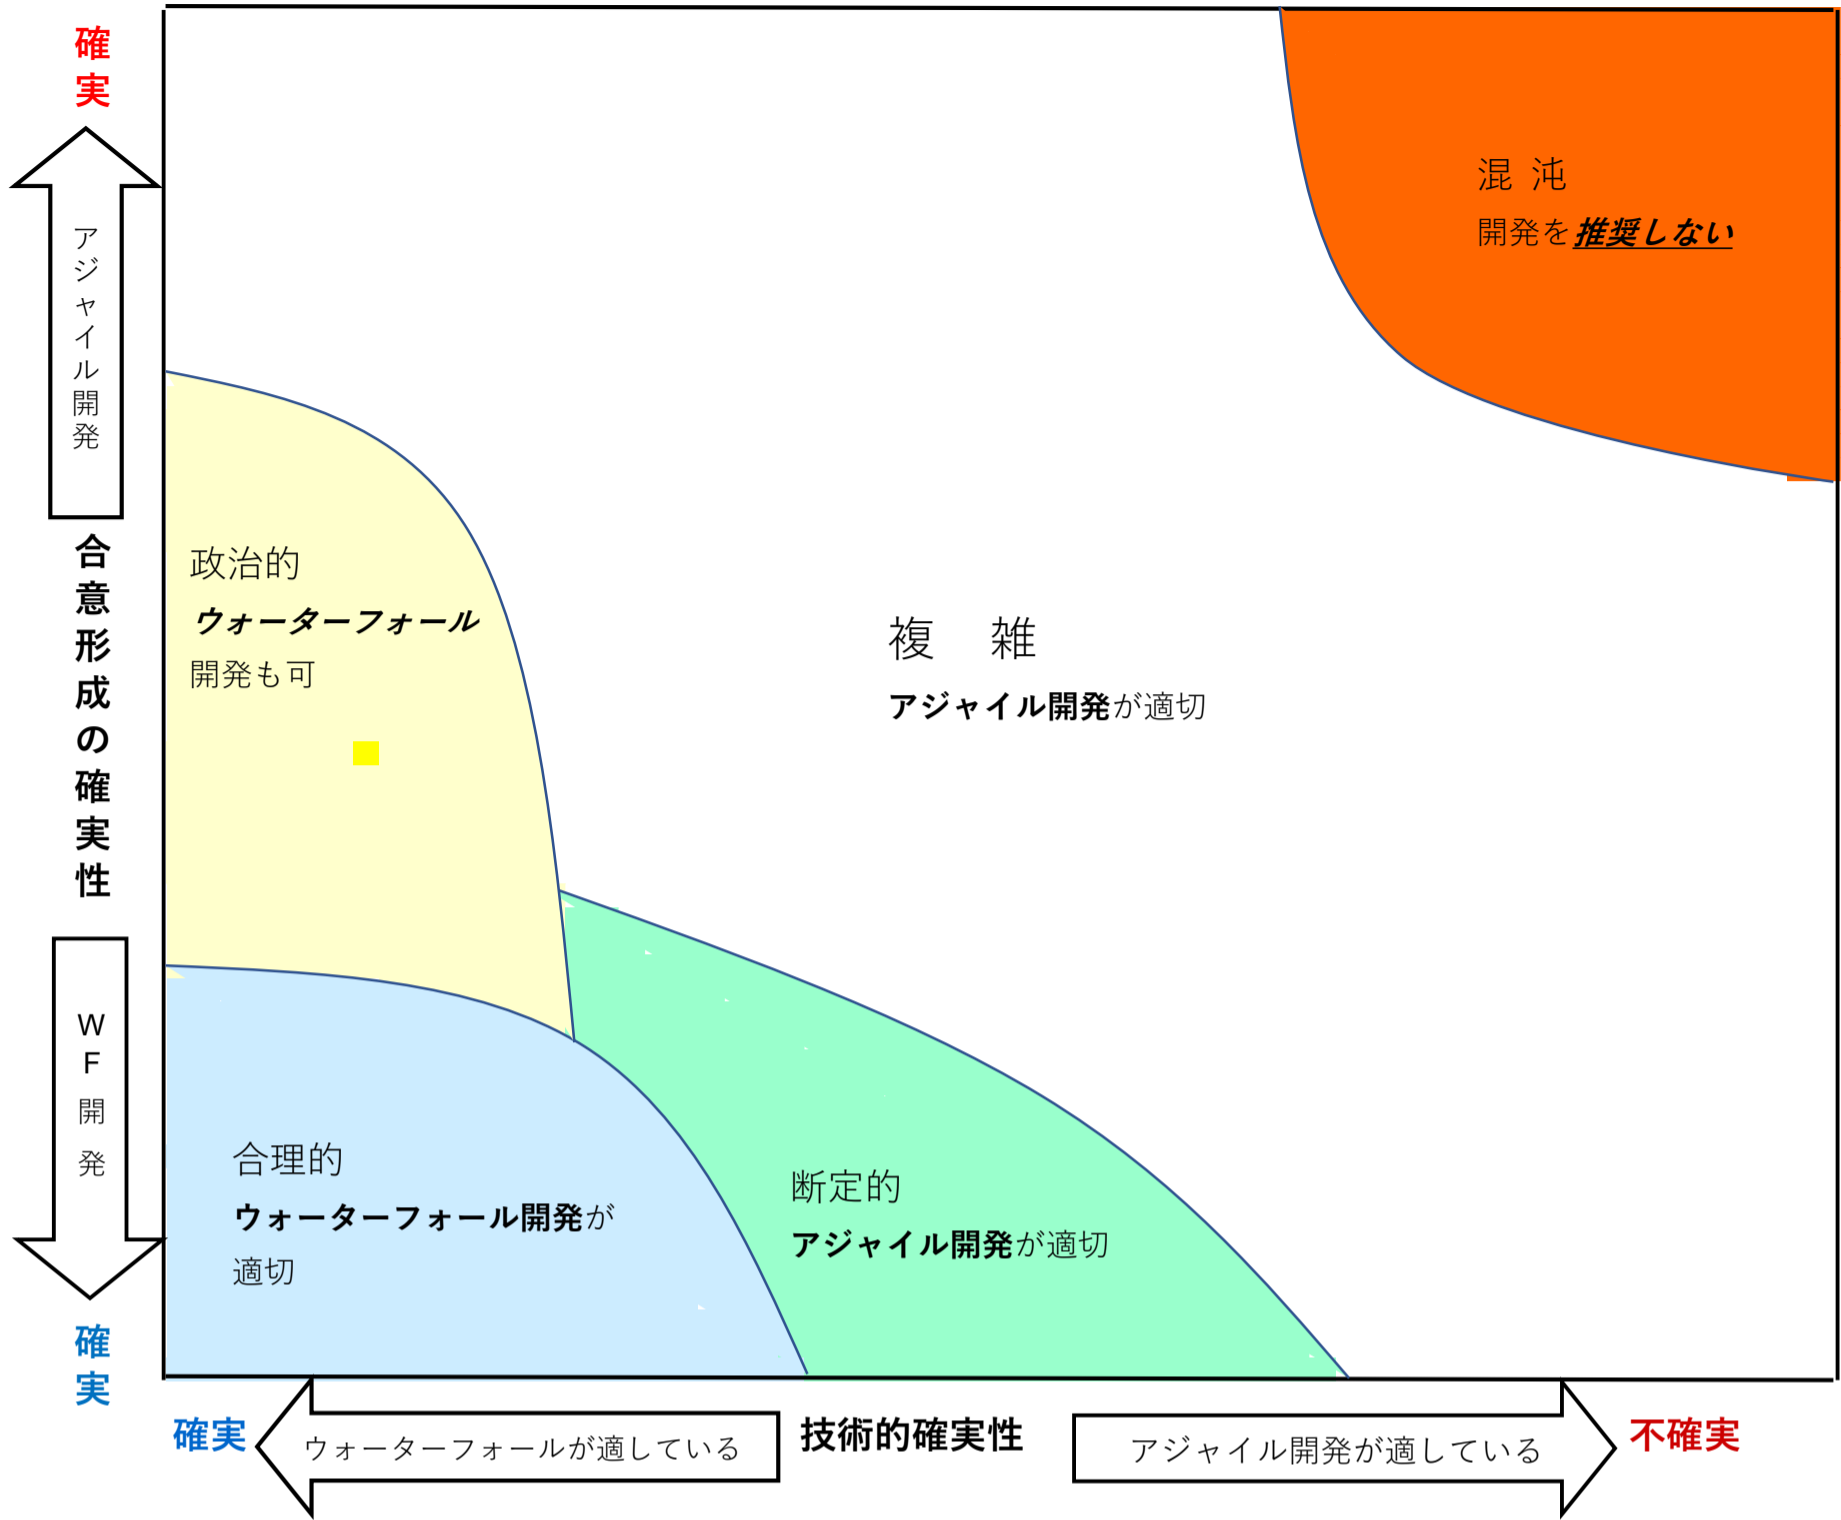 確実
アジャイル開発
合意形成の確実性
WF開発
確実
混 沌
開発を推奨しない
政治的
ウォーターフォール
開発も可
複 雑
アジャイル開発が適切
合理的
ウォーターフォール開発が
適切
断定的
アジャイル開発が適切
確実
ウォーターフォールが適している
技術的確実性
アジャイル開発が適している
不確実